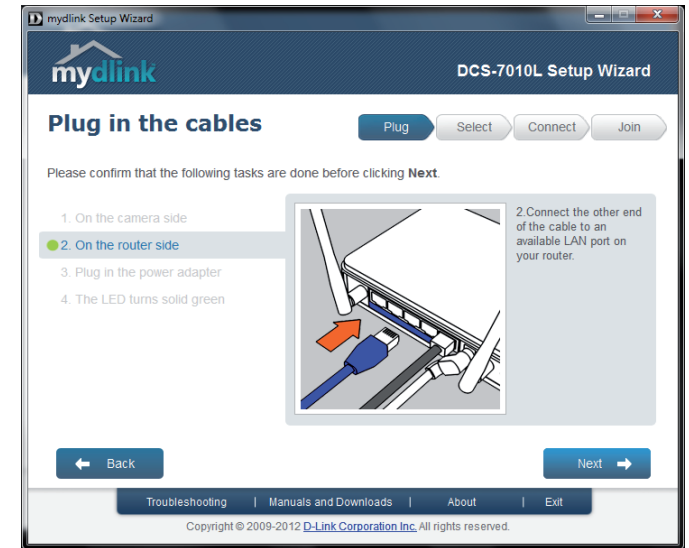 mydlink Setup Wizard
mydlink
DCS-7010L Setup Wizard
Plug in the cables
Plug
Select
Connect
Join
Please confirm that the following tasks are done before clicking Next.
1. On the camera side
2. On the router side
3. Plug in the power adapter
4. The LED turns solid green
2.Connect the other end
of the cable to an
available LAN port on
your router.
Back
Next
Troubleshooting | Manuals and Downloads | About | Exit
Copyright © 2009-2012 D-Link Corporation Inc. All rights reserved.